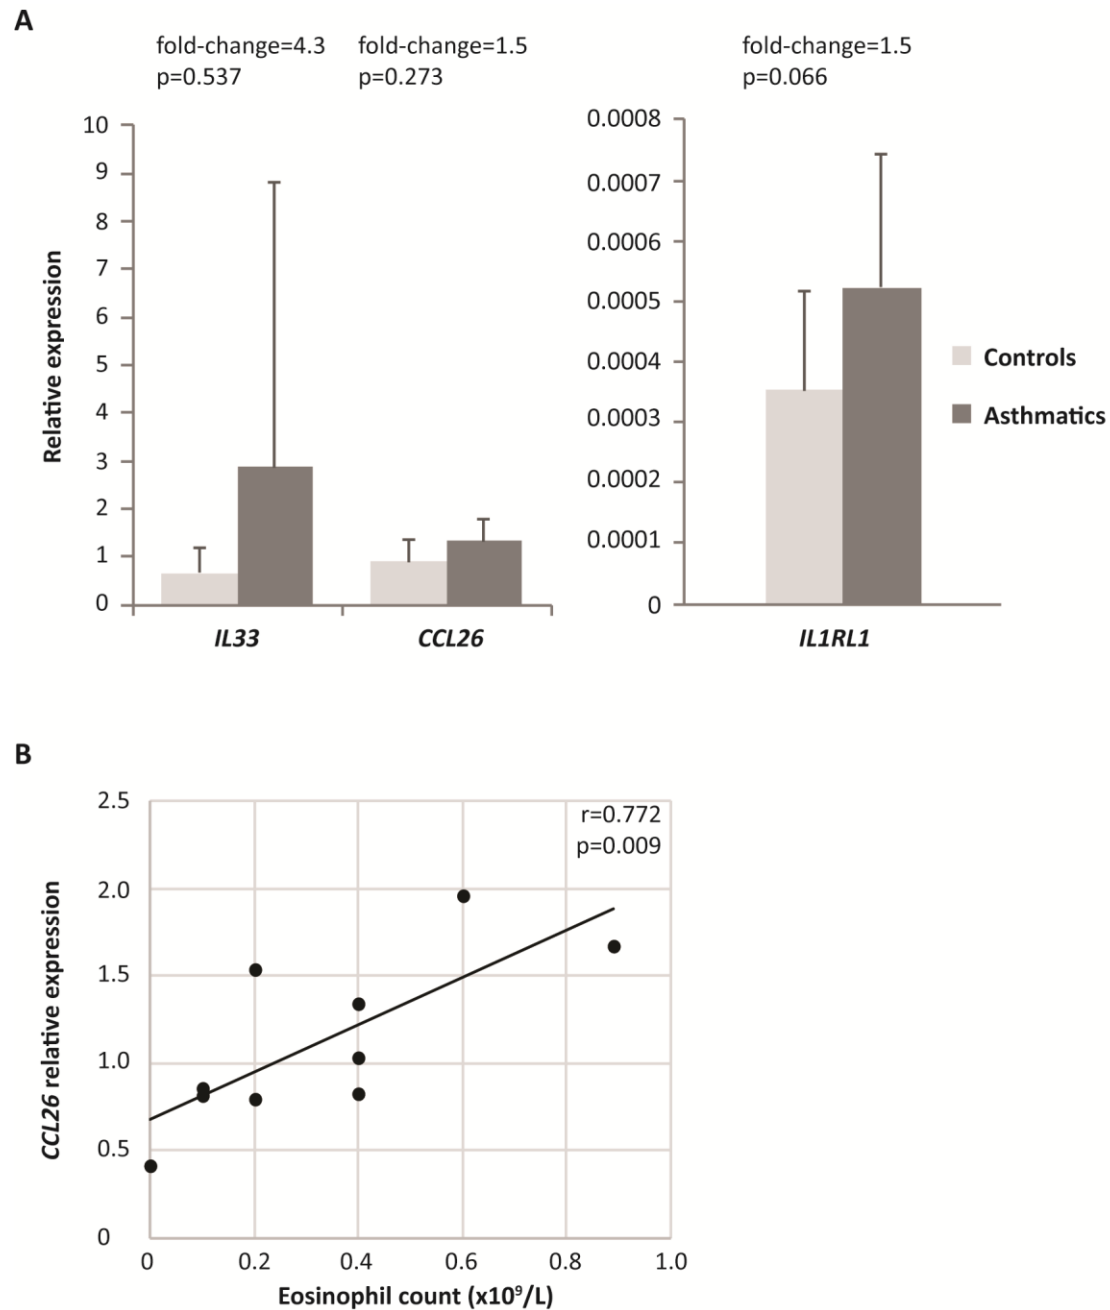 A
fold-change=4.3
p=0.537
fold-change=1.5
p=0.273
fold-change=1.5
p=0.066
Relative expression
10
9
8
7
6
5
4
3
2
1
0
IL33
CCL26
0.0008
0.0007
0.0006
0.0005
0.0004
0.0003
0.0002
0.0001
0
IL1RL1
Controls
Asthmatics
B
r=0.772
p=0.009
CCL26 relative expression
2.5
2.0
1.5
1.0
0.5
0
0 0.2 0.4 0.6 0.8 1.0
Eosinophil count (x10⁹/L)